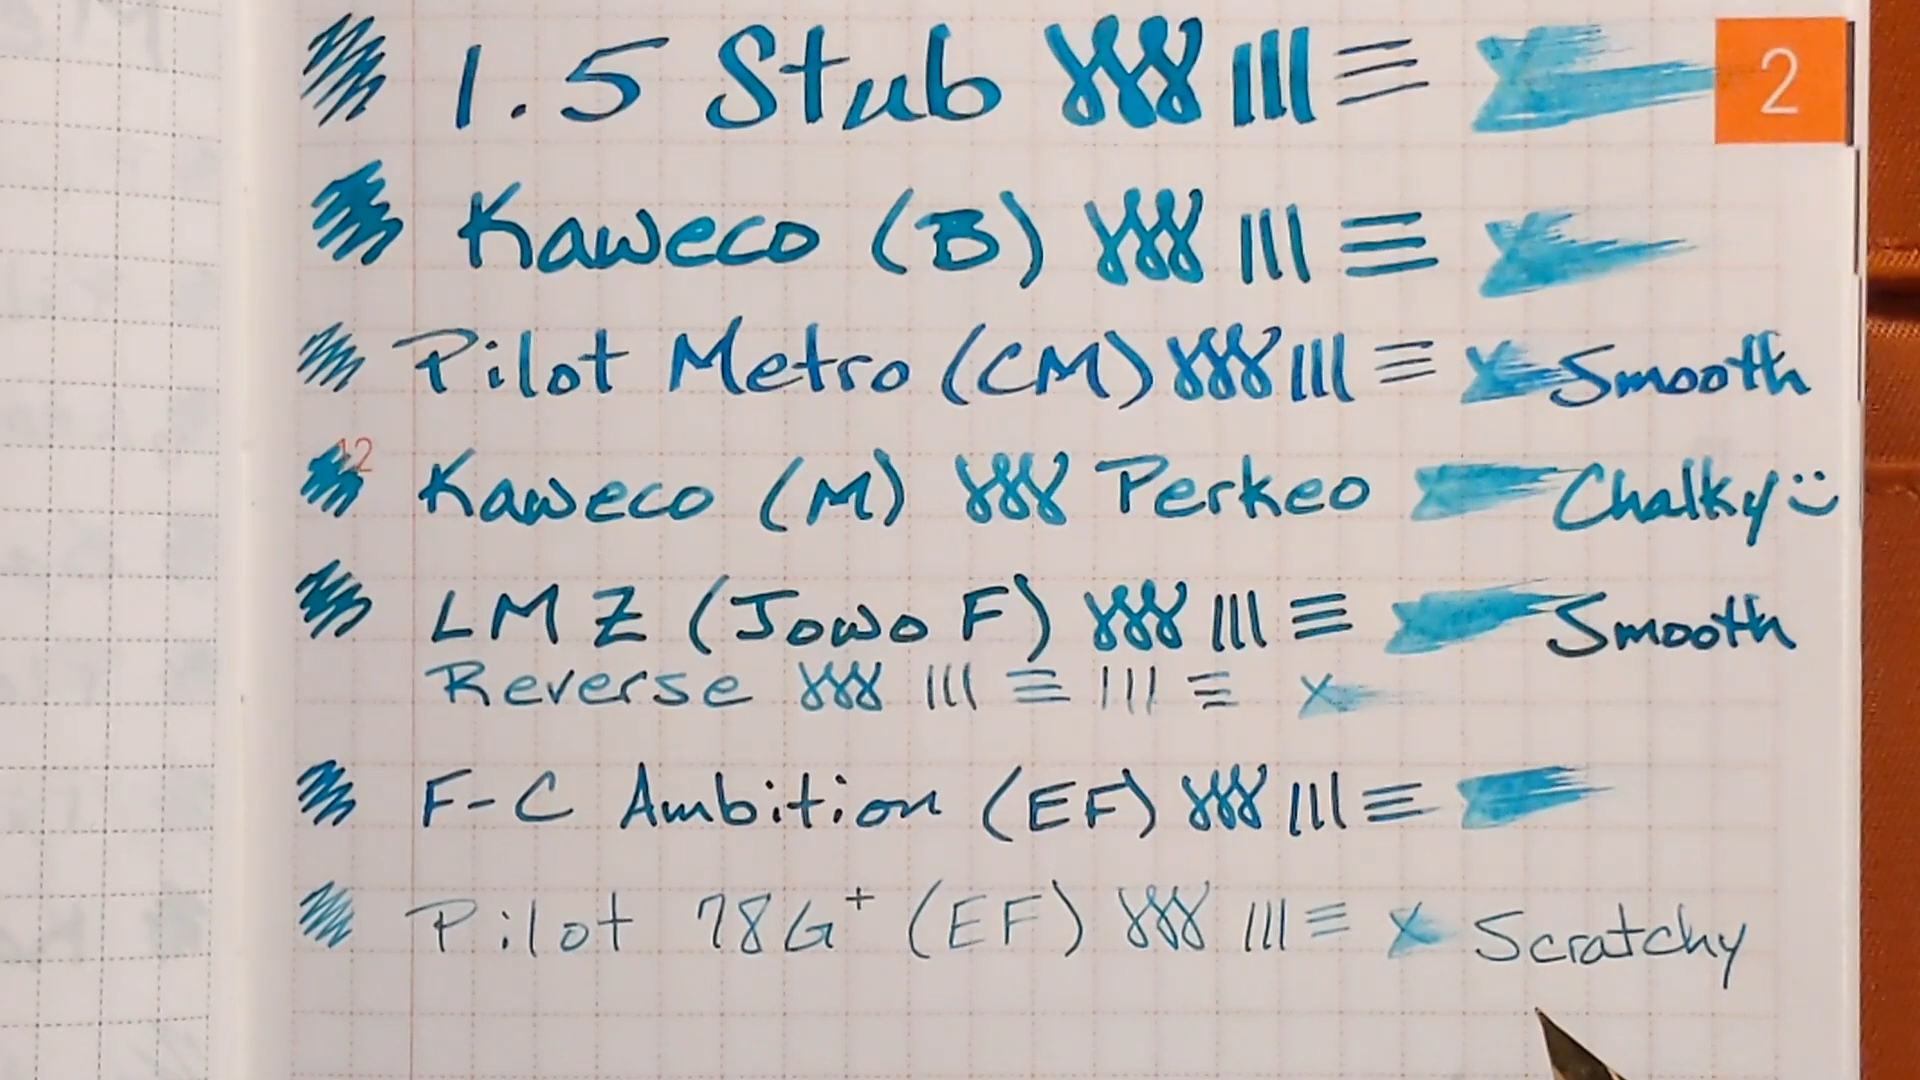 1.5 Stub 2
Kaweco (B)
Pilot Metro (CM) Smooth
12
Kaweco (M) Perkeo Chalky :)
LMZ (Jowo F) Smooth
Reverse
F-C Ambition (EF)
Pilot 78G+ (EF) Scratchy